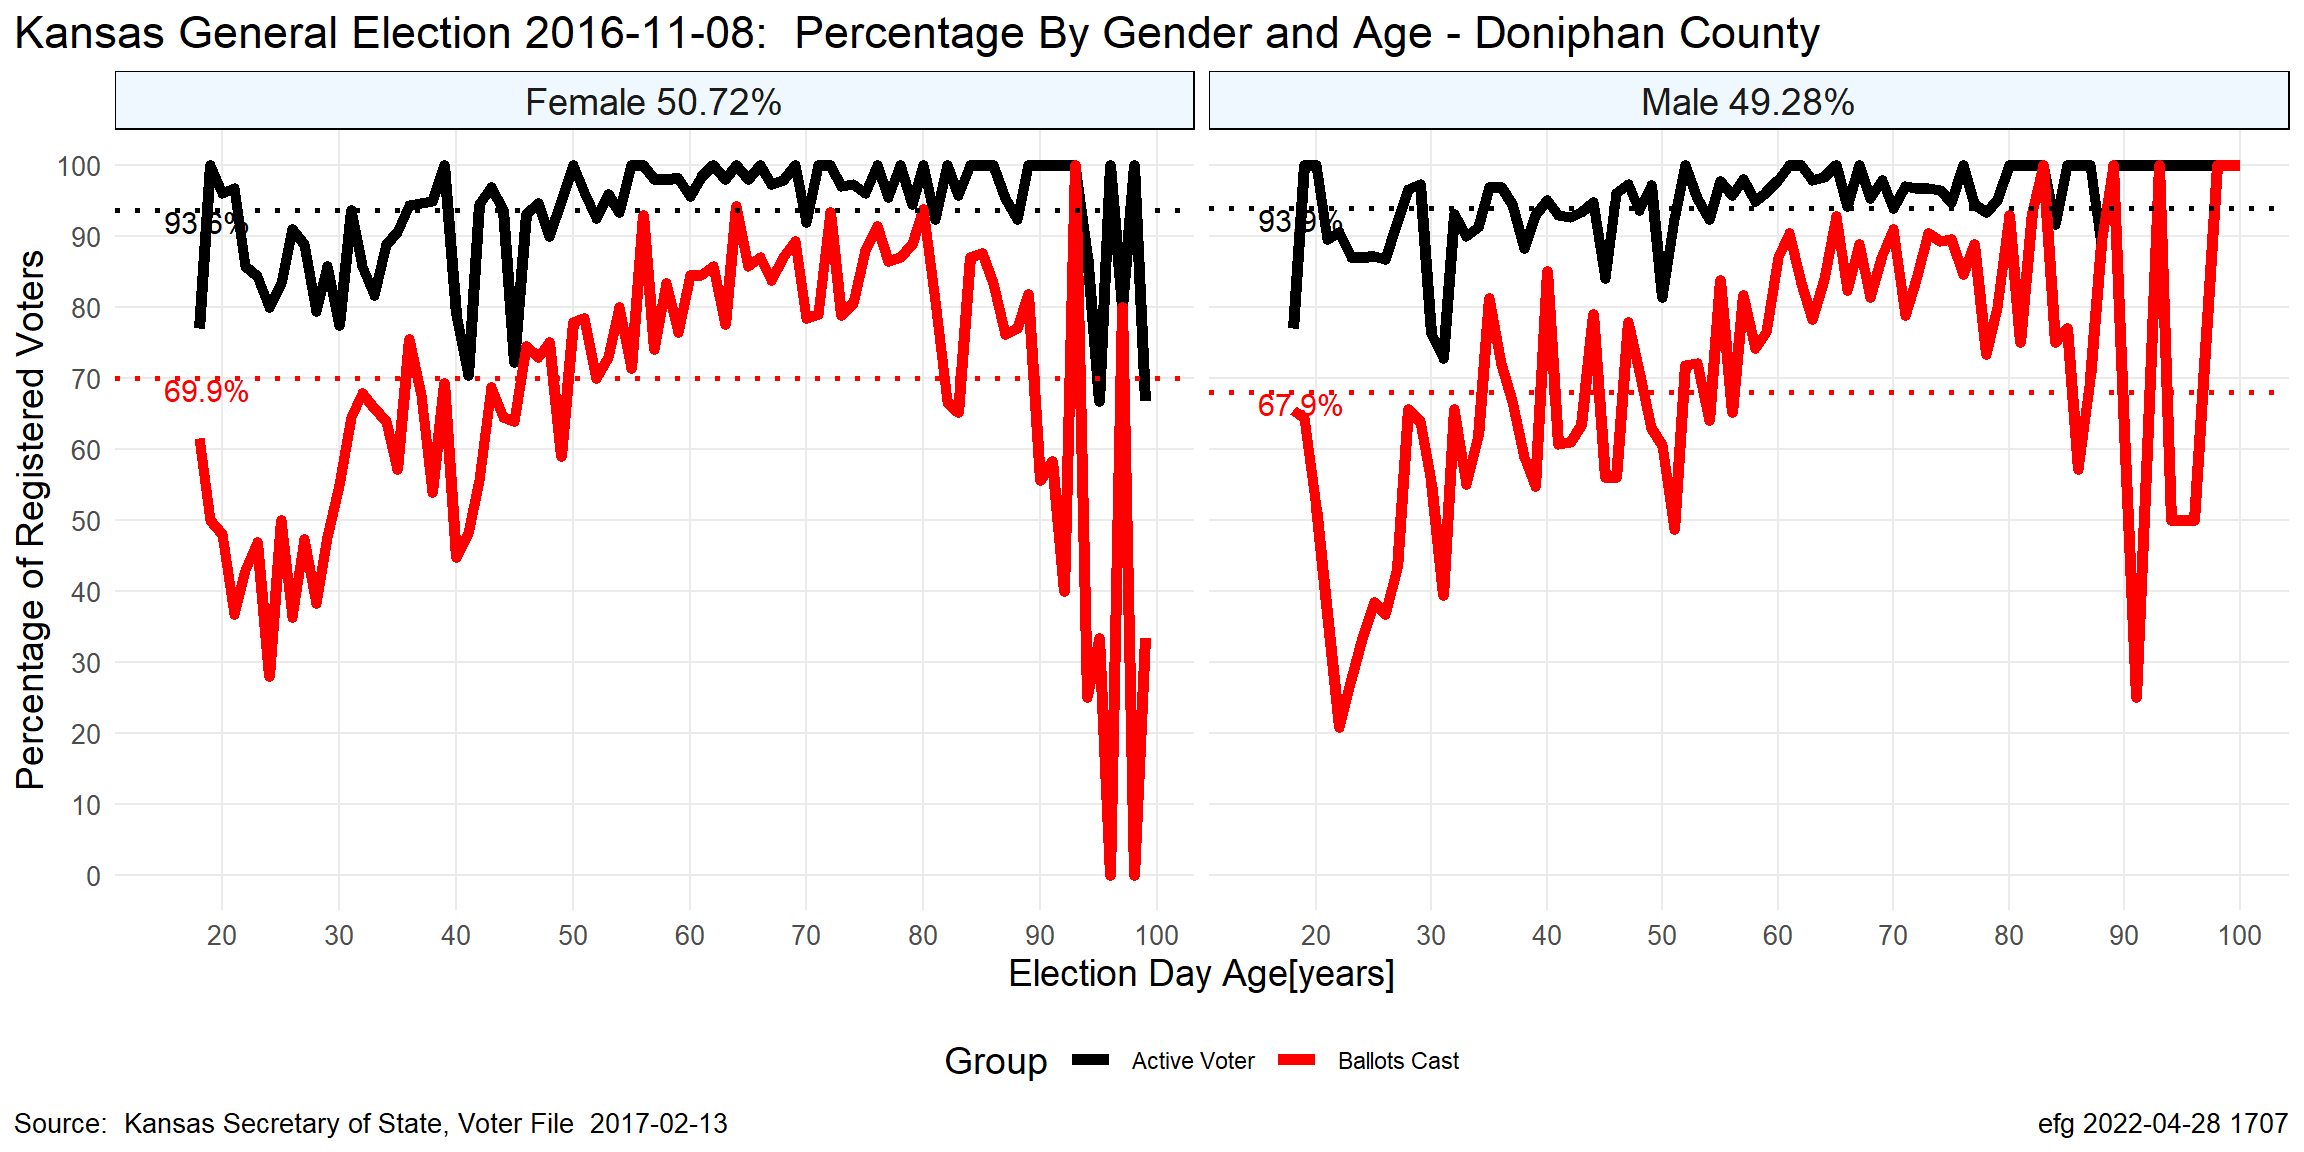 Kansas General Election 2016-11-08:  Percentage By Gender and Age - Doniphan County
Female 50.72%
Male 49.28%
Percentage of Registered Voters
100
90
80
70
60
50
40
30
20
10
0
93.6%
69.9%
93.9%
67.9%
20 30 40 50 60 70 80 90 100
20 30 40 50 60 70 80 90 100
Election Day Age[years]
Group Active Voter Ballots Cast
Source:  Kansas Secretary of State, Voter File  2017-02-13
efg 2022-04-28 1707